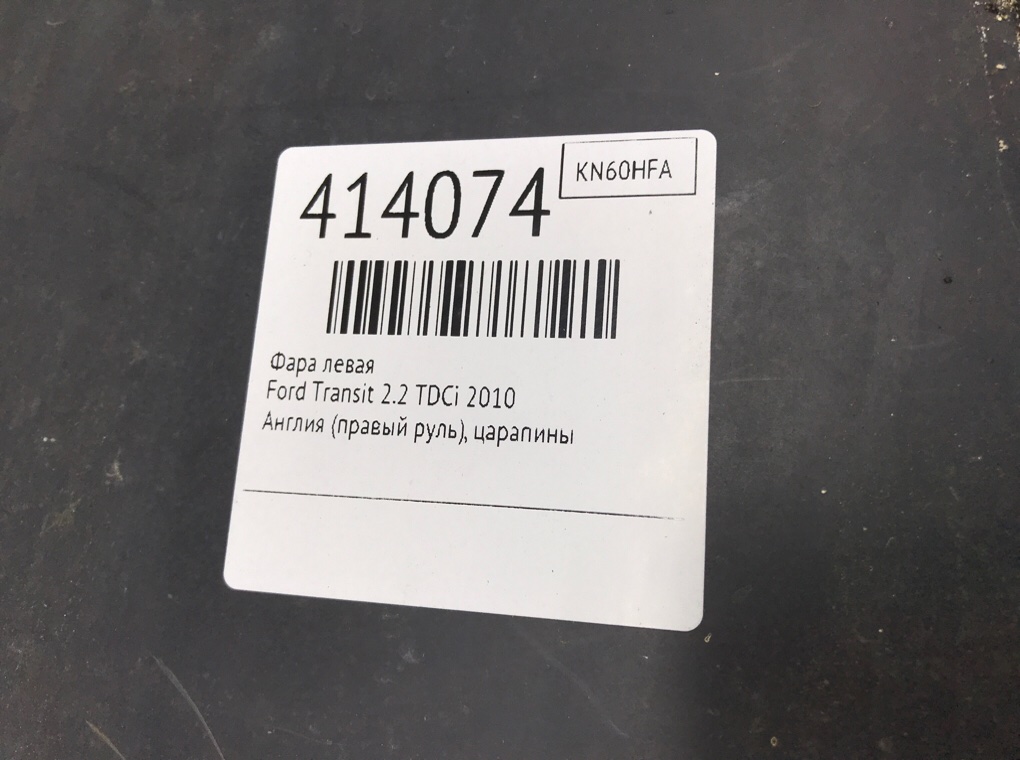 414074
KN60HFA
Фара левая
Ford Transit 2.2 TDCi 2010
Англия (правый руль), царапины